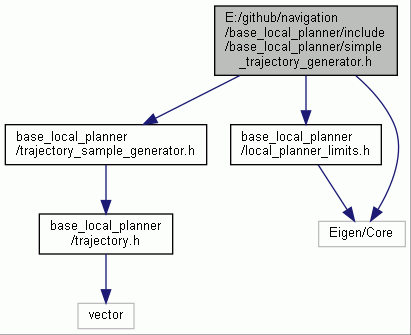 E:/github/navigation
/base_local_planner/include
/base_local_planner/simple
_trajectory_generator.h
base_local_planner
/trajectory_sample_generator.h
base_local_planner
/local_planner_limits.h
base_local_planner
/trajectory.h
Eigen/Core
vector